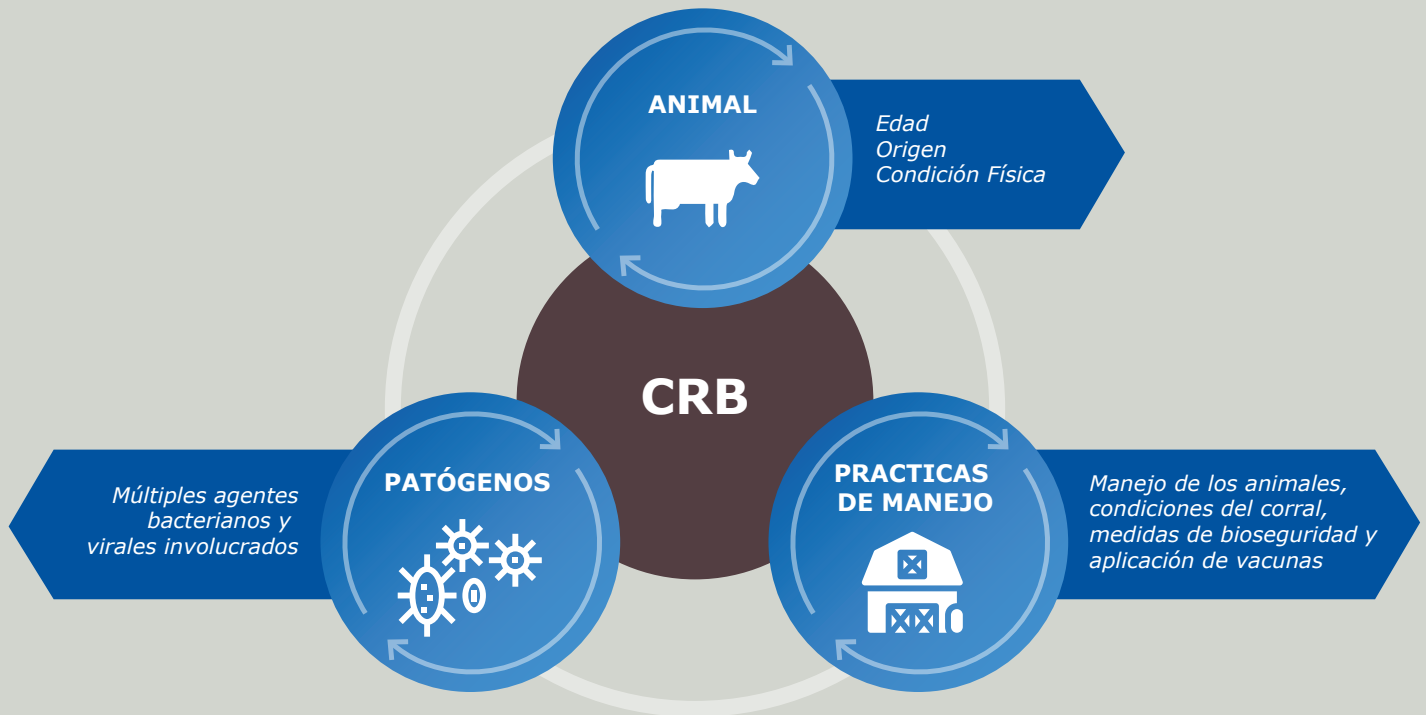 ANIMAL
Edad
Origen
Condición Física
CRB
PATÓGENOS
Múltiples agentes
bacterianos y
virales involucrados
PRACTICAS
DE MANEJO
Manejo de los animales,
condiciones del corral,
medidas de bioseguridad y
aplicación de vacunas